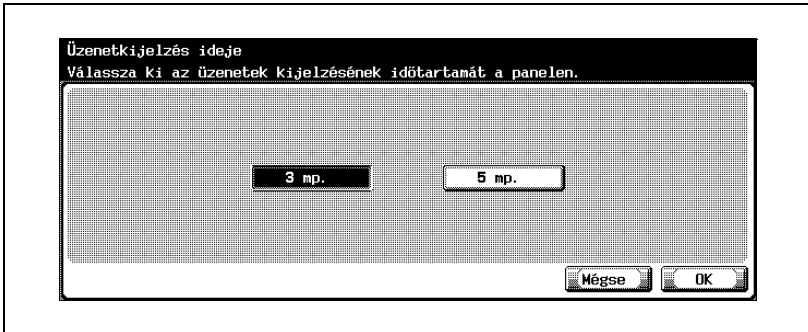 Üzenetkijelzés ideje
Válassza ki az üzenetek kijelzésének időtartamát a panelen.
3 mp. 5 mp.
Mégse OK